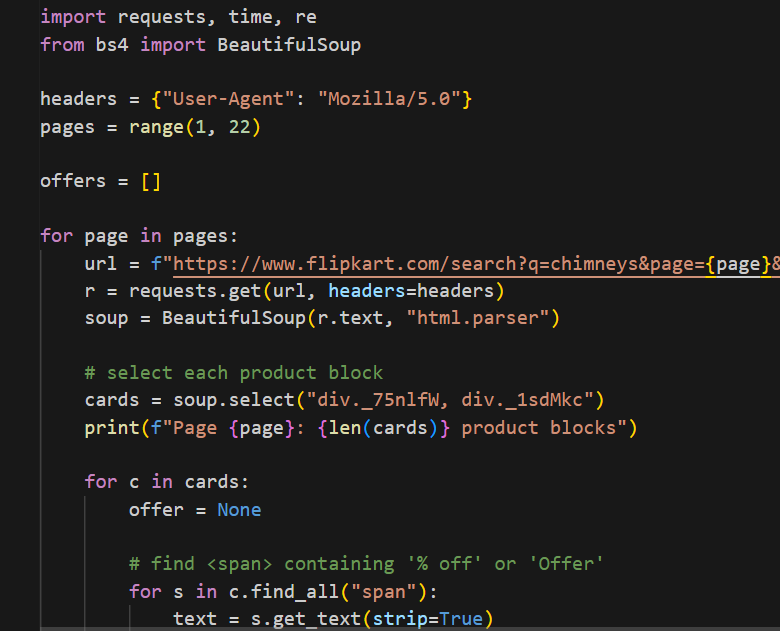 import requests, time, re
from bs4 import BeautifulSoup
headers = {"User-Agent": "Mozilla/5.0"}
pages = range(1, 22)
offers = []
for page in pages:
url = f"https://www.flipkart.com/search?q=chimneys&page={page}&
r = requests.get(url, headers=headers)
soup = BeautifulSoup(r.text, "html.parser")
# select each product block
cards = soup.select("div._75nlfW, div._1sdMkc")
print(f"Page {page}: {len(cards)} product blocks")
for c in cards:
offer = None
# find <span> containing '% off' or 'Offer'
for s in c.find_all("span"):
text = s.get_text(strip=True)